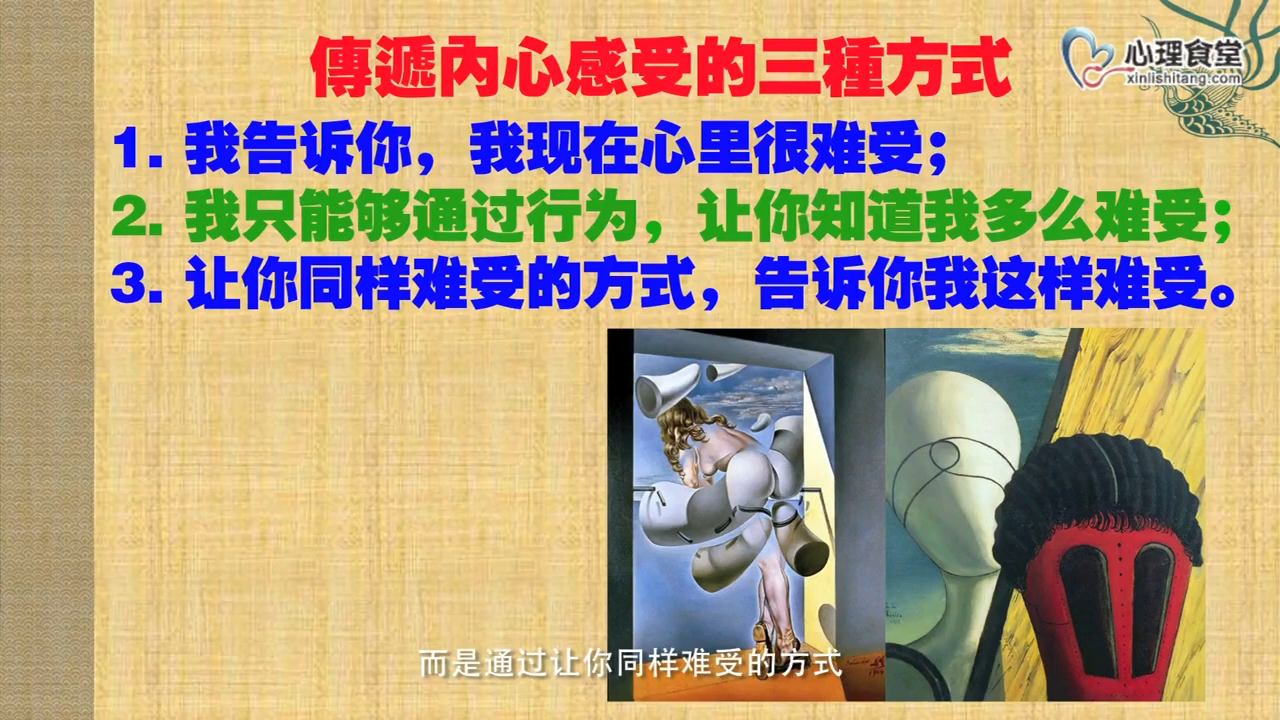 傳遞內心感受的三種方式
心理食堂
xinlishitang.com
1. 我告诉你，我现在心里很难受；
2. 我只能够通过行为，让你知道我多么难受；
3. 让你同样难受的方式，告诉你我这样难受。
而是通过让你同样难受的方式